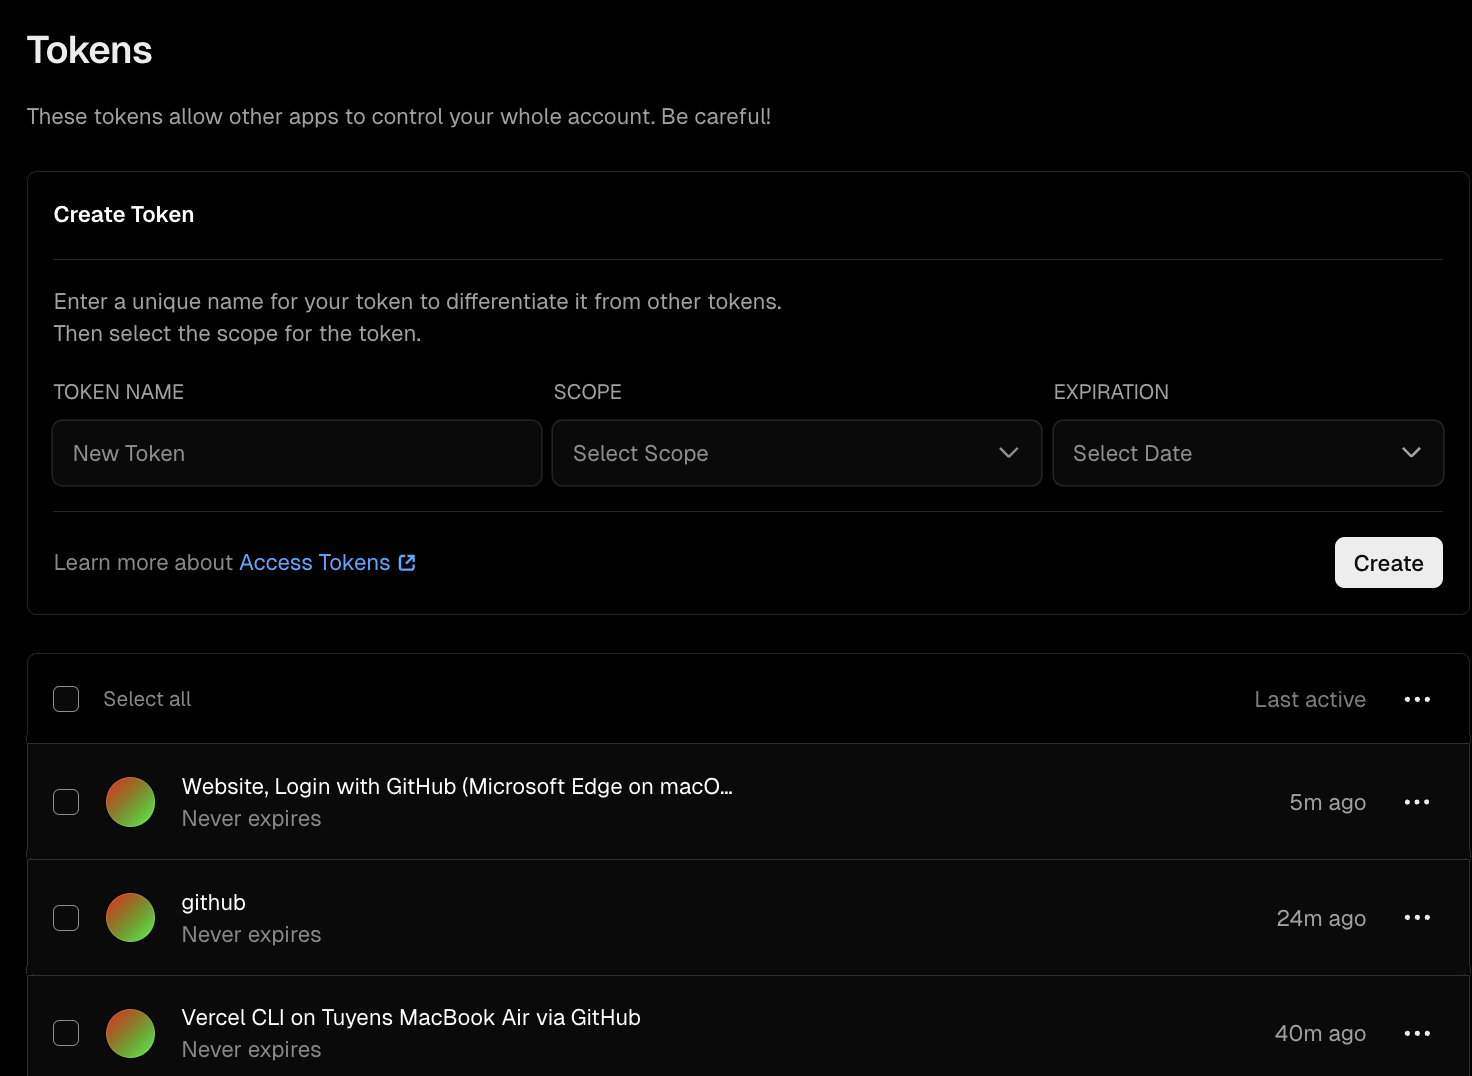 Tokens
These tokens allow other apps to control your whole account. Be careful!
Create Token
Enter a unique name for your token to differentiate it from other tokens.
Then select the scope for the token.
TOKEN NAME
SCOPE
EXPIRATION
New Token
Select Scope
Select Date
Learn more about Access Tokens
Create
Select all
Last active
Website, Login with GitHub (Microsoft Edge on macO...
Never expires
5m ago
github
Never expires
24m ago
Vercel CLI on Tuyens MacBook Air via GitHub
Never expires
40m ago